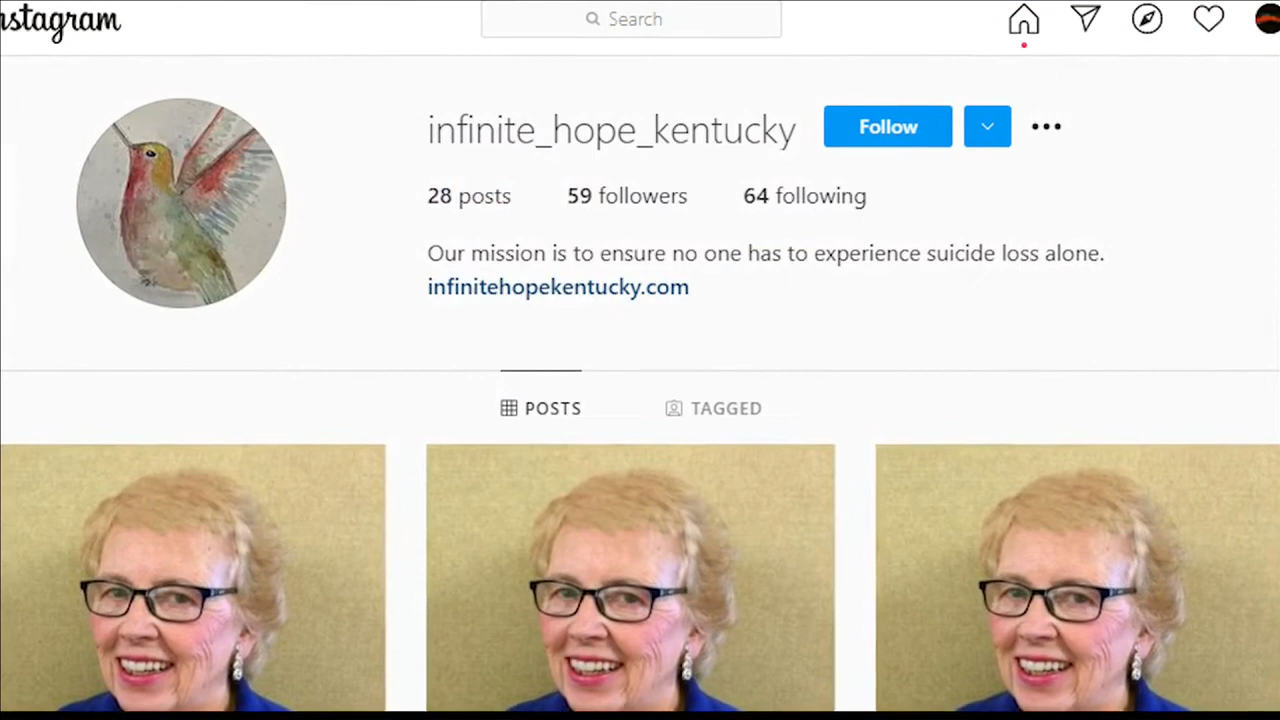 nstagram
Search
infinite_hope_kentucky
Follow
28 posts 59 followers 64 following
Our mission is to ensure no one has to experience suicide loss alone.
infinitehopekentucky.com
POSTS TAGGED